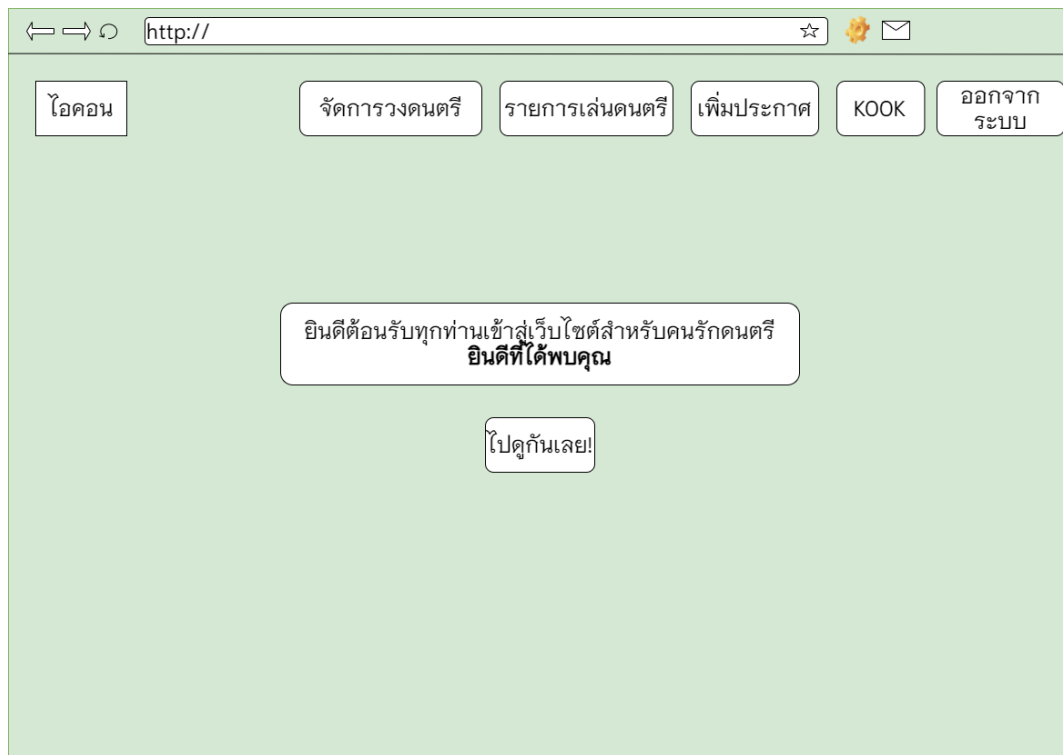 http://
ไอคอน
จัดการวงดนตรี
รายการเล่นดนตรี
เพิ่มประกาศ
KOOK
ออกจาก
ระบบ
ยินดีต้อนรับทุกท่านเข้าสู่เว็บไซต์สำหรับคนรักดนตรี
ยินดีที่ได้พบคุณ
ไปดูกันเลย!